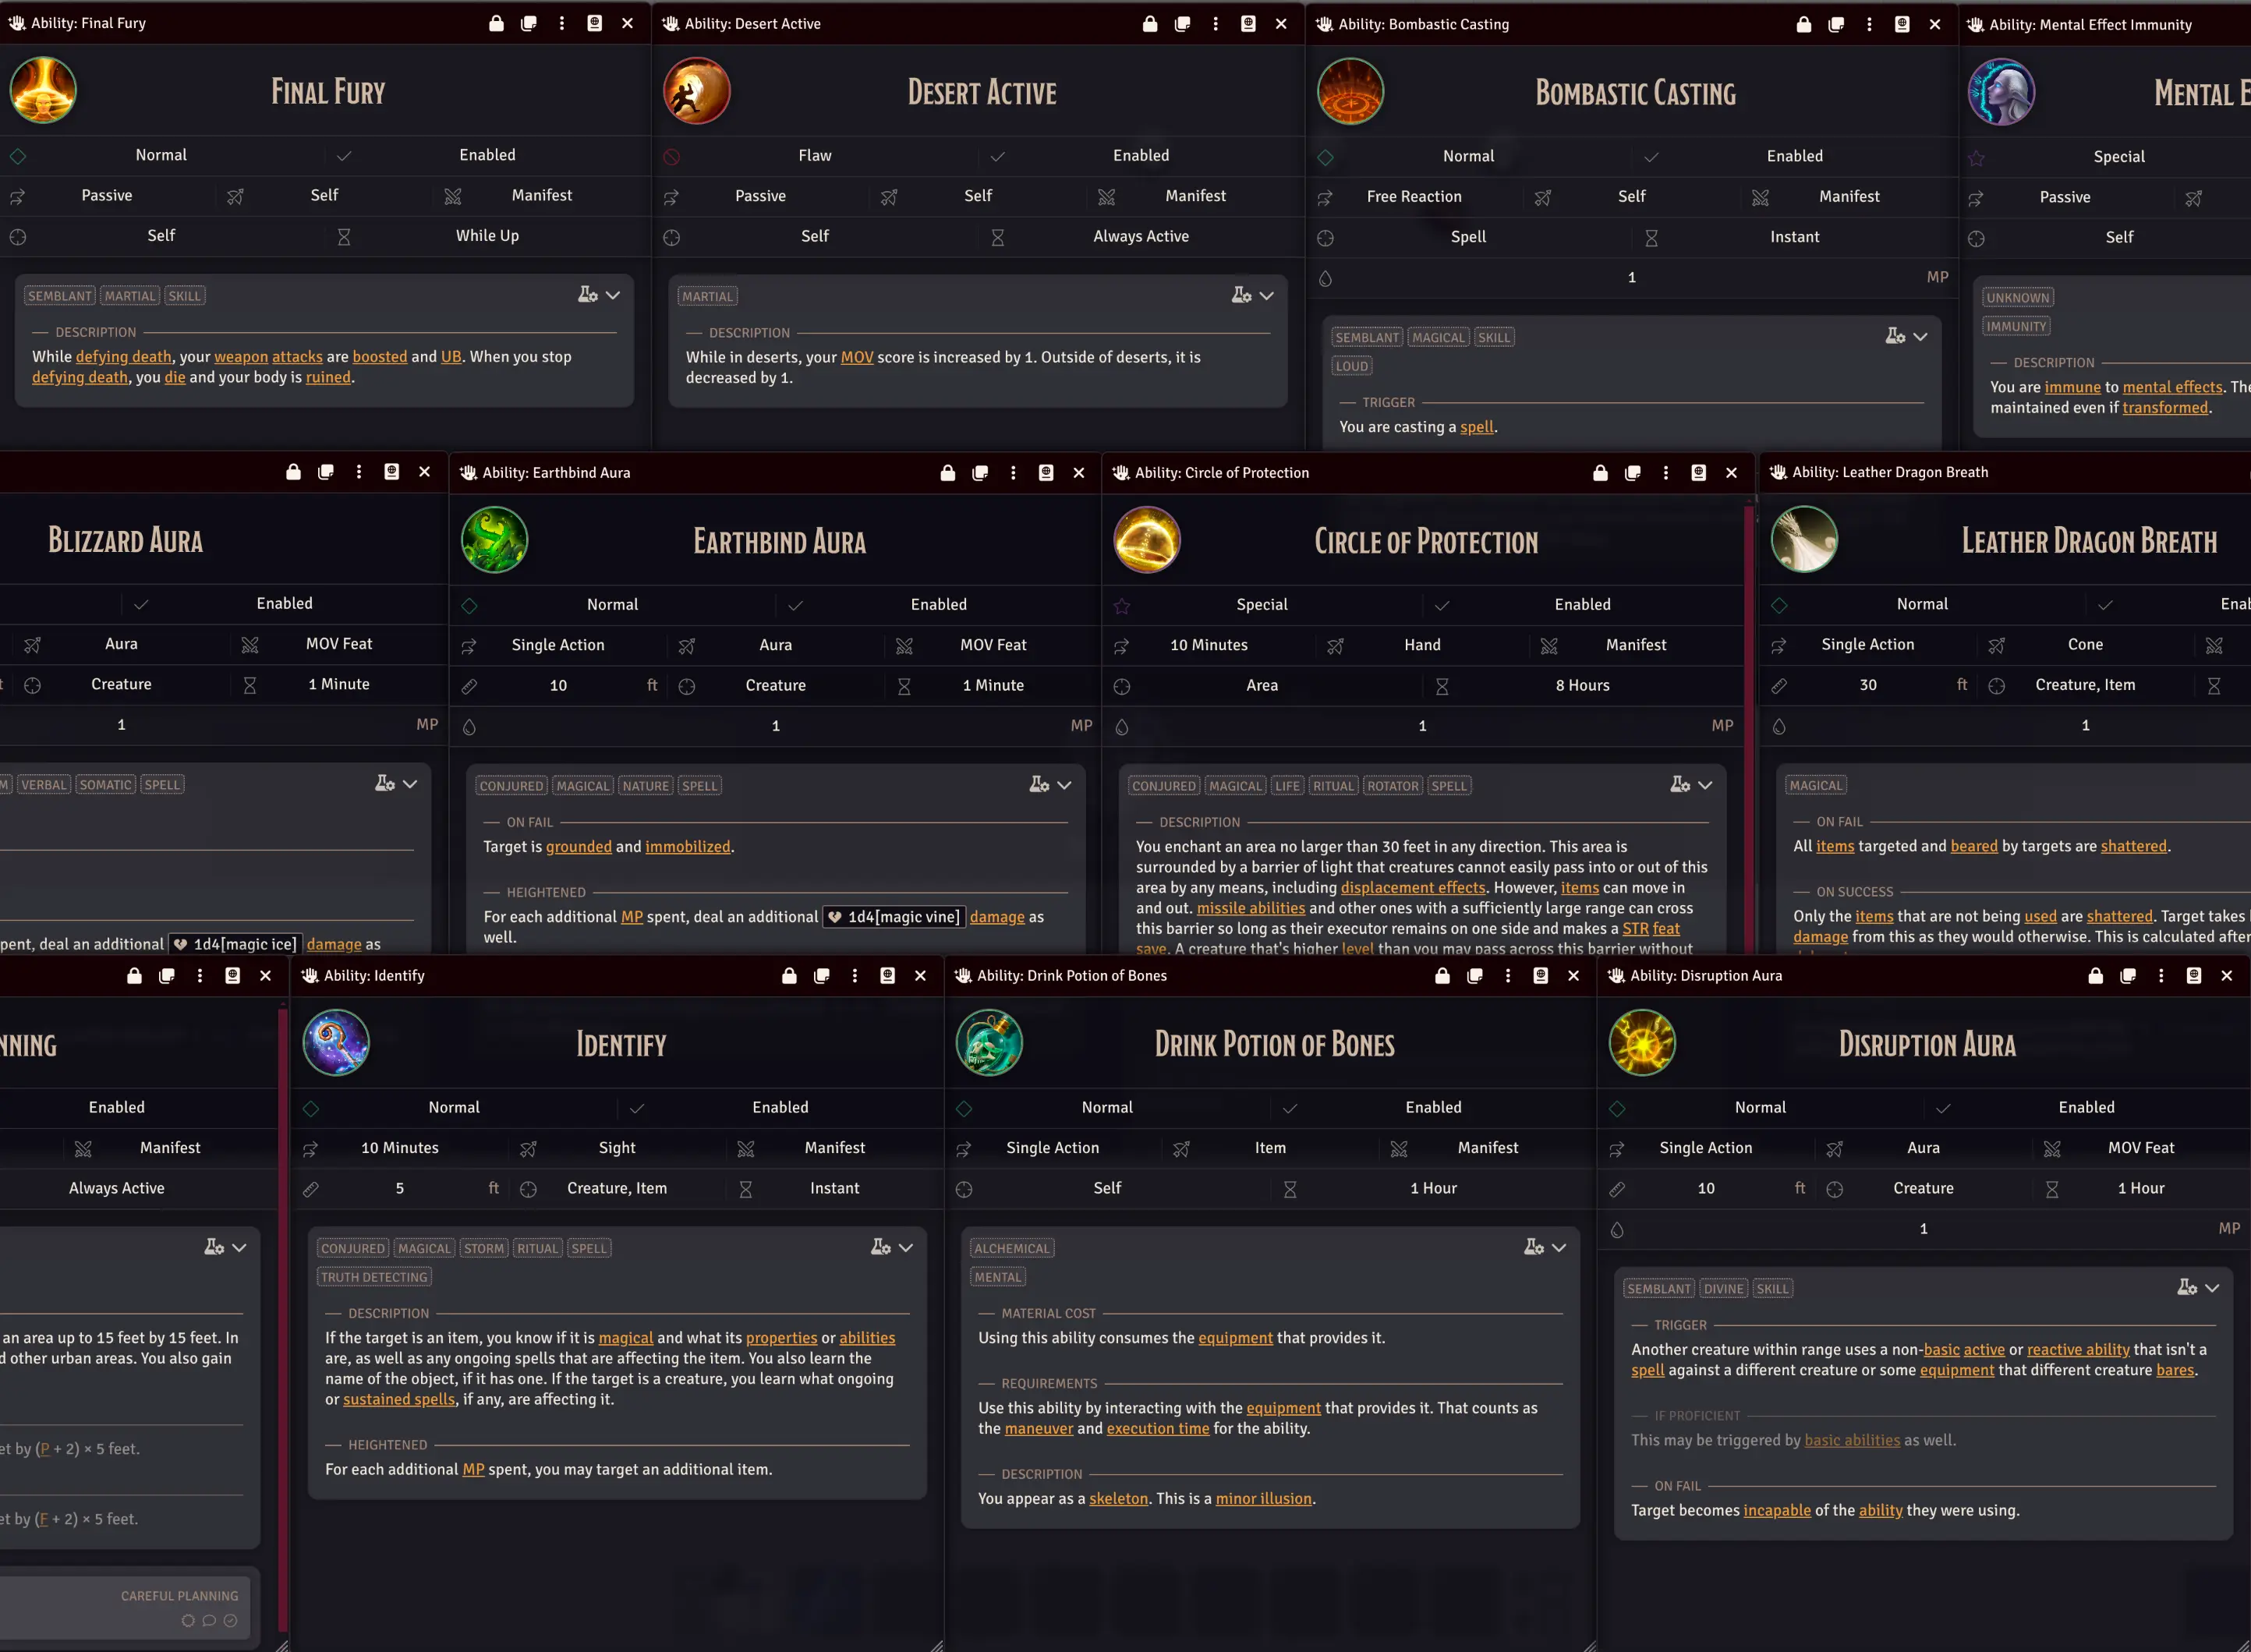 Ability: Final Fury
FINAL FURY
Normal Enabled
Passive Self Manifest
Self While Up
SEMBLANT MARTIAL SKILL
DESCRIPTION
While defying death, your weapon attacks are boosted and UB. When you stop
defying death, you die and your body is ruined.
Ability: Desert Active
DESERT ACTIVE
Flaw Enabled
Passive Self Manifest
Self Always Active
MARTIAL
DESCRIPTION
While in deserts, your MOV score is increased by 1. Outside of deserts, it is
decreased by 1.
Ability: Bombastic Casting
BOMBASTIC CASTING
Normal Enabled
Free Reaction Self Manifest
Spell Instant
1 MP
SEMBLANT MAGICAL SKILL
LOUD
TRIGGER
You are casting a spell.
Ability: Mental Effect Immunity
MENTAL E
Special
Passive
Self
UNKNOWN
IMMUNITY
DESCRIPTION
You are immune to mental effects. The
maintained even if transformed.
BLIZZARD AURA
Enabled
Aura MOV Feat
t Creature 1 Minute
1 MP
M VERBAL SOMATIC SPELL
pent, deal an additional 1d4[magic ice] damage as
Ability: Earthbind Aura
EARTHBIND AURA
Normal Enabled
Single Action Aura MOV Feat
10 ft Creature 1 Minute
1 MP
CONJURED MAGICAL NATURE SPELL
ON FAIL
Target is grounded and immobilized.
HEIGHTENED
For each additional MP spent, deal an additional 1d4[magic vine] damage as
well.
Ability: Circle of Protection
CIRCLE OF PROTECTION
Special Enabled
10 Minutes Hand Manifest
Area 8 Hours
1 MP
CONJURED MAGICAL LIFE RITUAL ROTATOR SPELL
DESCRIPTION
You enchant an area no larger than 30 feet in any direction. This area is
surrounded by a barrier of light that creatures cannot easily pass into or out of this
area by any means, including displacement effects. However, items can move in
and out. missile abilities and other ones with a sufficiently large range can cross
this barrier so long as their executor remains on one side and makes a STR feat
save. A creature that's higher level than you may pass across this barrier without
Ability: Leather Dragon Breath
LEATHER DRAGON BREATH
Normal Enab
Single Action Cone
30 ft Creature, Item
1
MAGICAL
ON FAIL
All items targeted and beared by targets are shattered.
ON SUCCESS
Only the items that are not being used are shattered. Target takes
damage from this as they would otherwise. This is calculated after
NNING
Enabled
Manifest
Always Active
an area up to 15 feet by 15 feet. In
d other urban areas. You also gain
et by (P + 2) × 5 feet.
et by (F + 2) × 5 feet.
CAREFUL PLANNING
Ability: Identify
IDENTIFY
Normal Enabled
10 Minutes Sight Manifest
5 ft Creature, Item Instant
CONJURED MAGICAL STORM RITUAL SPELL
TRUTH DETECTING
DESCRIPTION
If the target is an item, you know if it is magical and what its properties or abilities
are, as well as any ongoing spells that are affecting the item. You also learn the
name of the object, if it has one. If the target is a creature, you learn what ongoing
or sustained spells, if any, are affecting it.
HEIGHTENED
For each additional MP spent, you may target an additional item.
Ability: Drink Potion of Bones
DRINK POTION OF BONES
Normal Enabled
Single Action Item Manifest
Self 1 Hour
ALCHEMICAL
MENTAL
MATERIAL COST
Using this ability consumes the equipment that provides it.
REQUIREMENTS
Use this ability by interacting with the equipment that provides it. That counts as
the maneuver and execution time for the ability.
DESCRIPTION
You appear as a skeleton. This is a minor illusion.
Ability: Disruption Aura
DISRUPTION AURA
Normal Enabled
Single Action Aura MOV Feat
10 ft Creature 1 Hour
1 MP
SEMBLANT DIVINE SKILL
TRIGGER
Another creature within range uses a non-basic active or reactive ability that isn't a
spell against a different creature or some equipment that different creature bares.
IF PROFICIENT
This may be triggered by basic abilities as well.
ON FAIL
Target becomes incapable of the ability they were using.